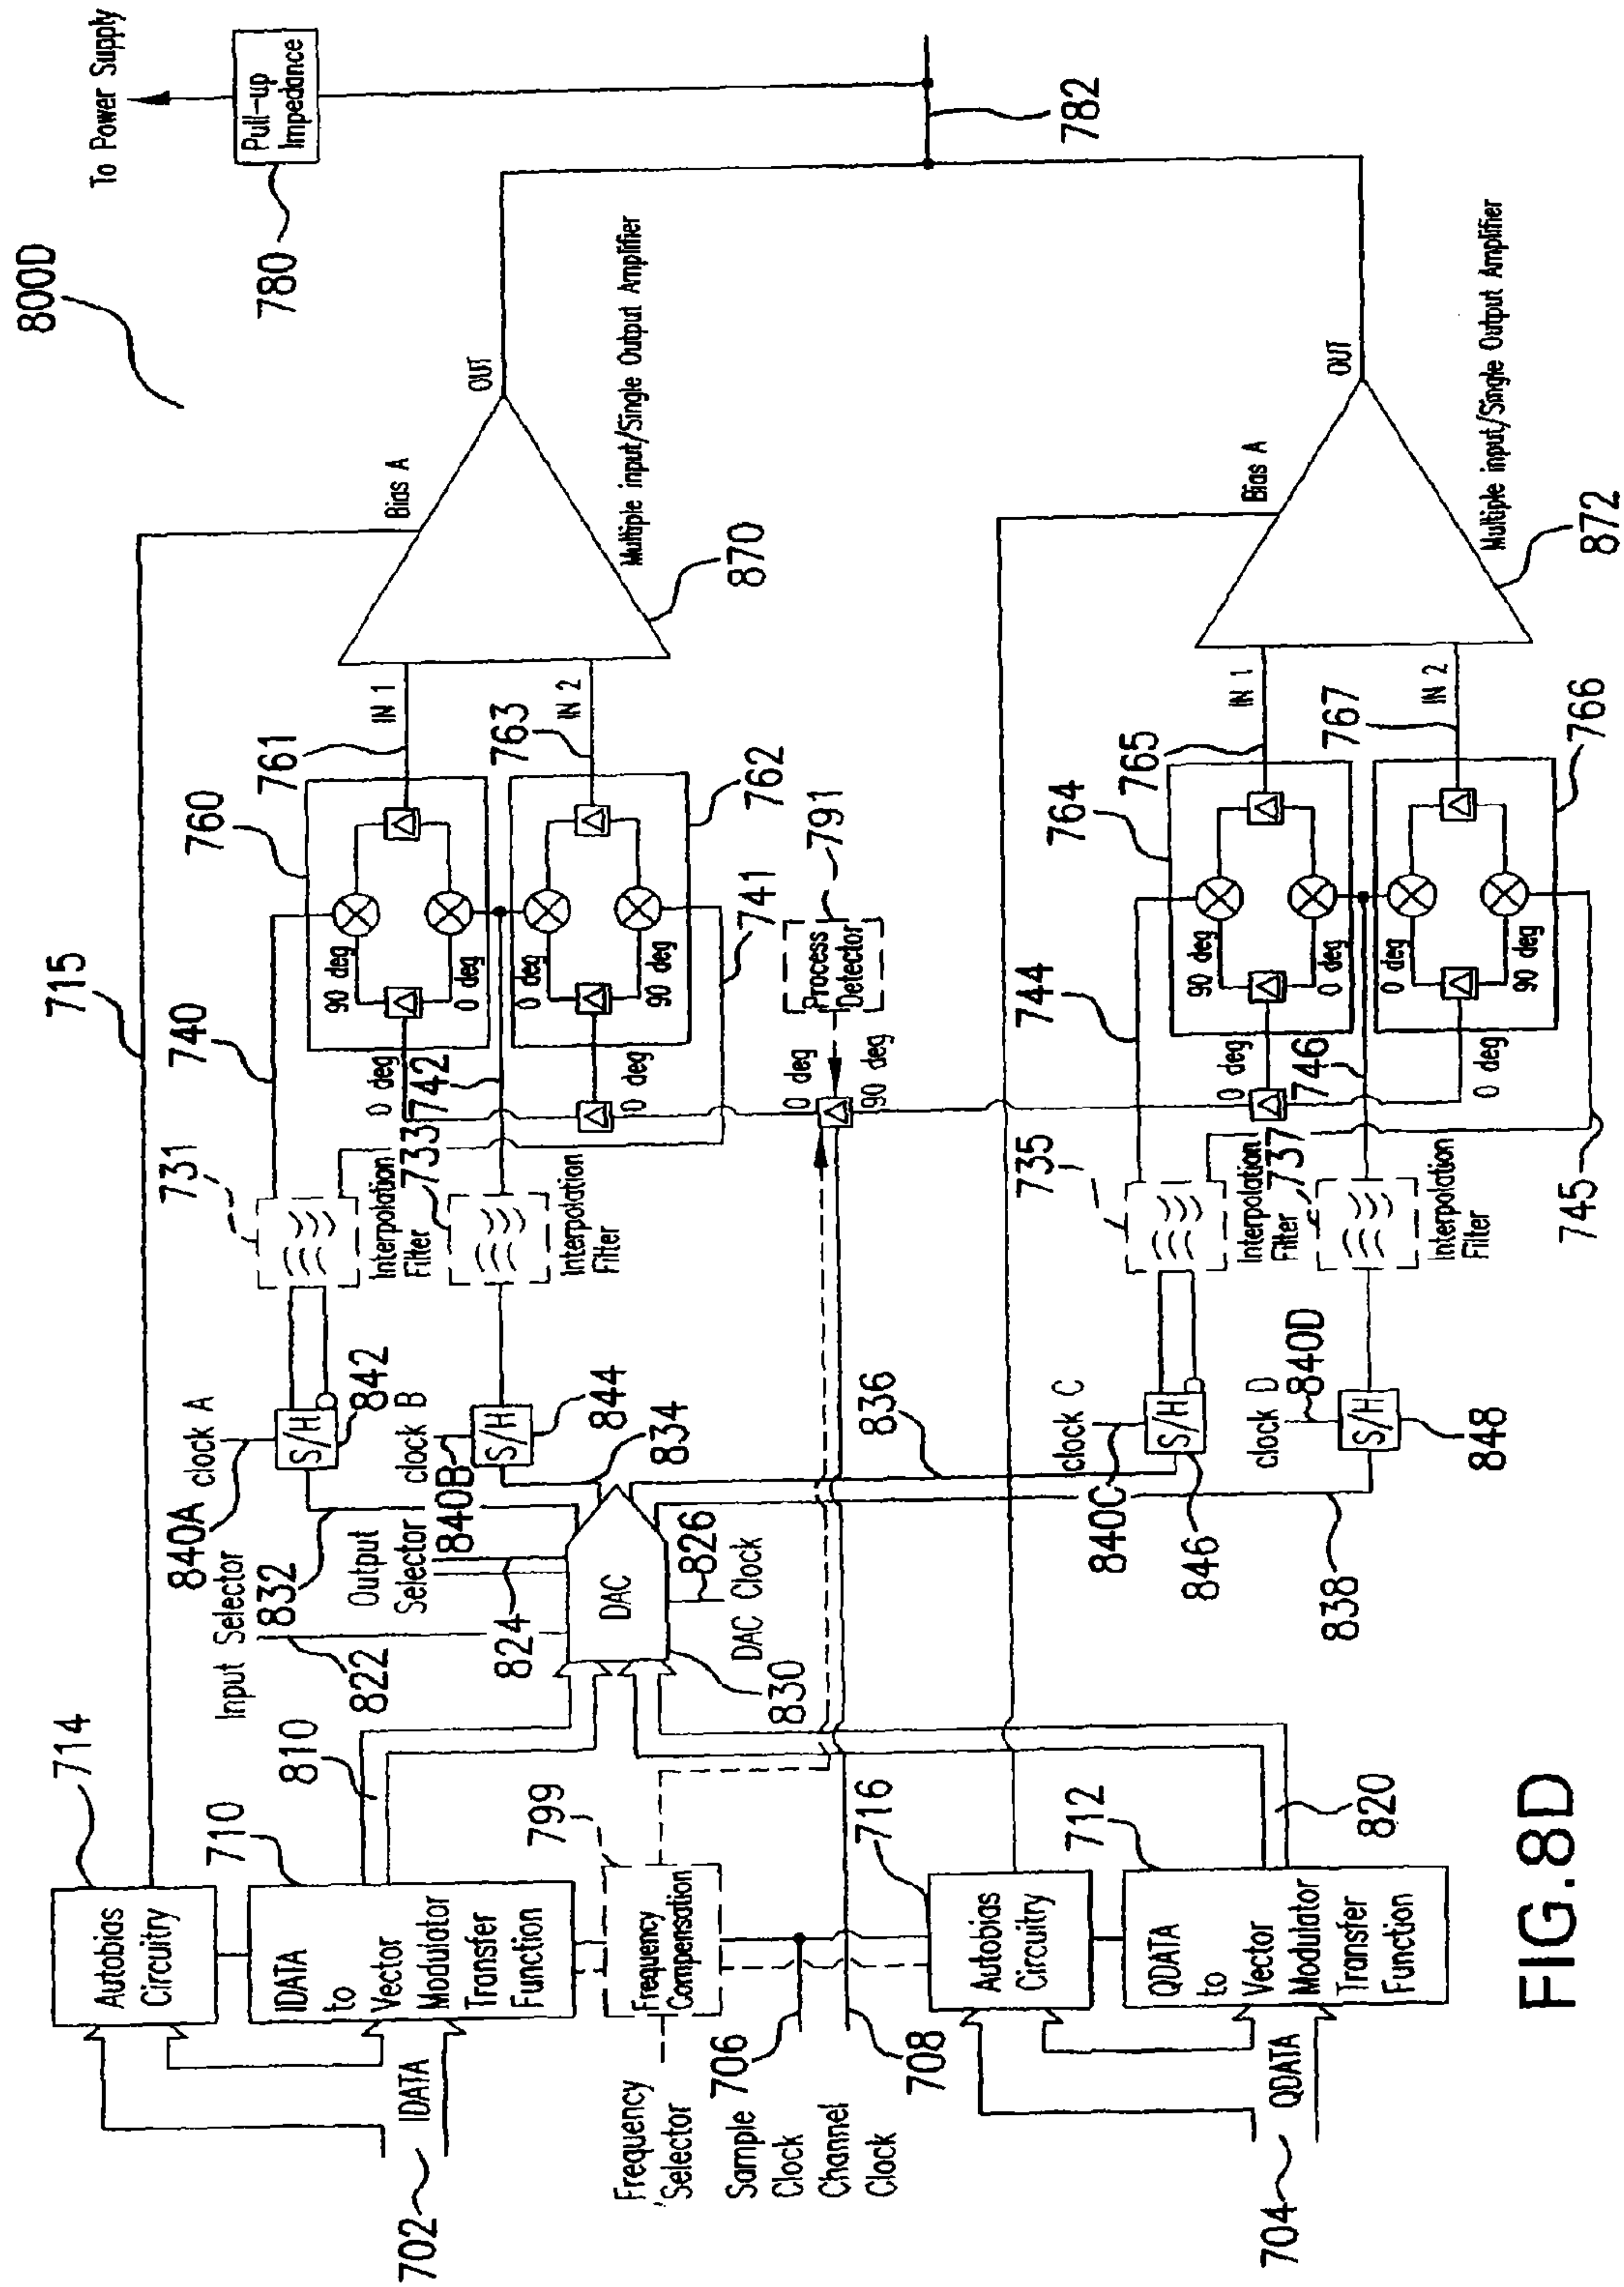 800D
To Power Supply
Pull-up
Impedance
780
782
714
Autobias
Circuitry
715
710
IDATA
to
Vector
Modulator
Transfer
Function
702
IDATA
810
Input Selector
822
832
Output
Selector
824
DAC
830
826
DAC Clock
834
836
838
840A
clock A
S/H
842
840B
clock B
S/H
844
731
Interpolation
Filter
733
Interpolation
Filter
740
742
741
0 deg
0 deg
760
90 deg
0 deg
761
IN 1
762
0 deg
90 deg
763
IN 2
Bias A
OUT
Multiple input/Single Output Amplifier
870
791
Process
Detector
0 deg
90 deg
799
Frequency
Compensation
Frequency
Selector
706
Sample
Clock
708
Channel
Clock
716
Autobias
Circuitry
712
QDATA
to
Vector
Modulator
Transfer
Function
704
QDATA
820
840C
clock C
S/H
846
840D
clock D
S/H
848
735
Interpolation
Filter
737
Interpolation
Filter
744
746
745
0 deg
0 deg
764
90 deg
0 deg
765
IN 1
766
0 deg
90 deg
767
IN 2
Bias A
OUT
Multiple input/Single Output Amplifier
872
FIG.8D